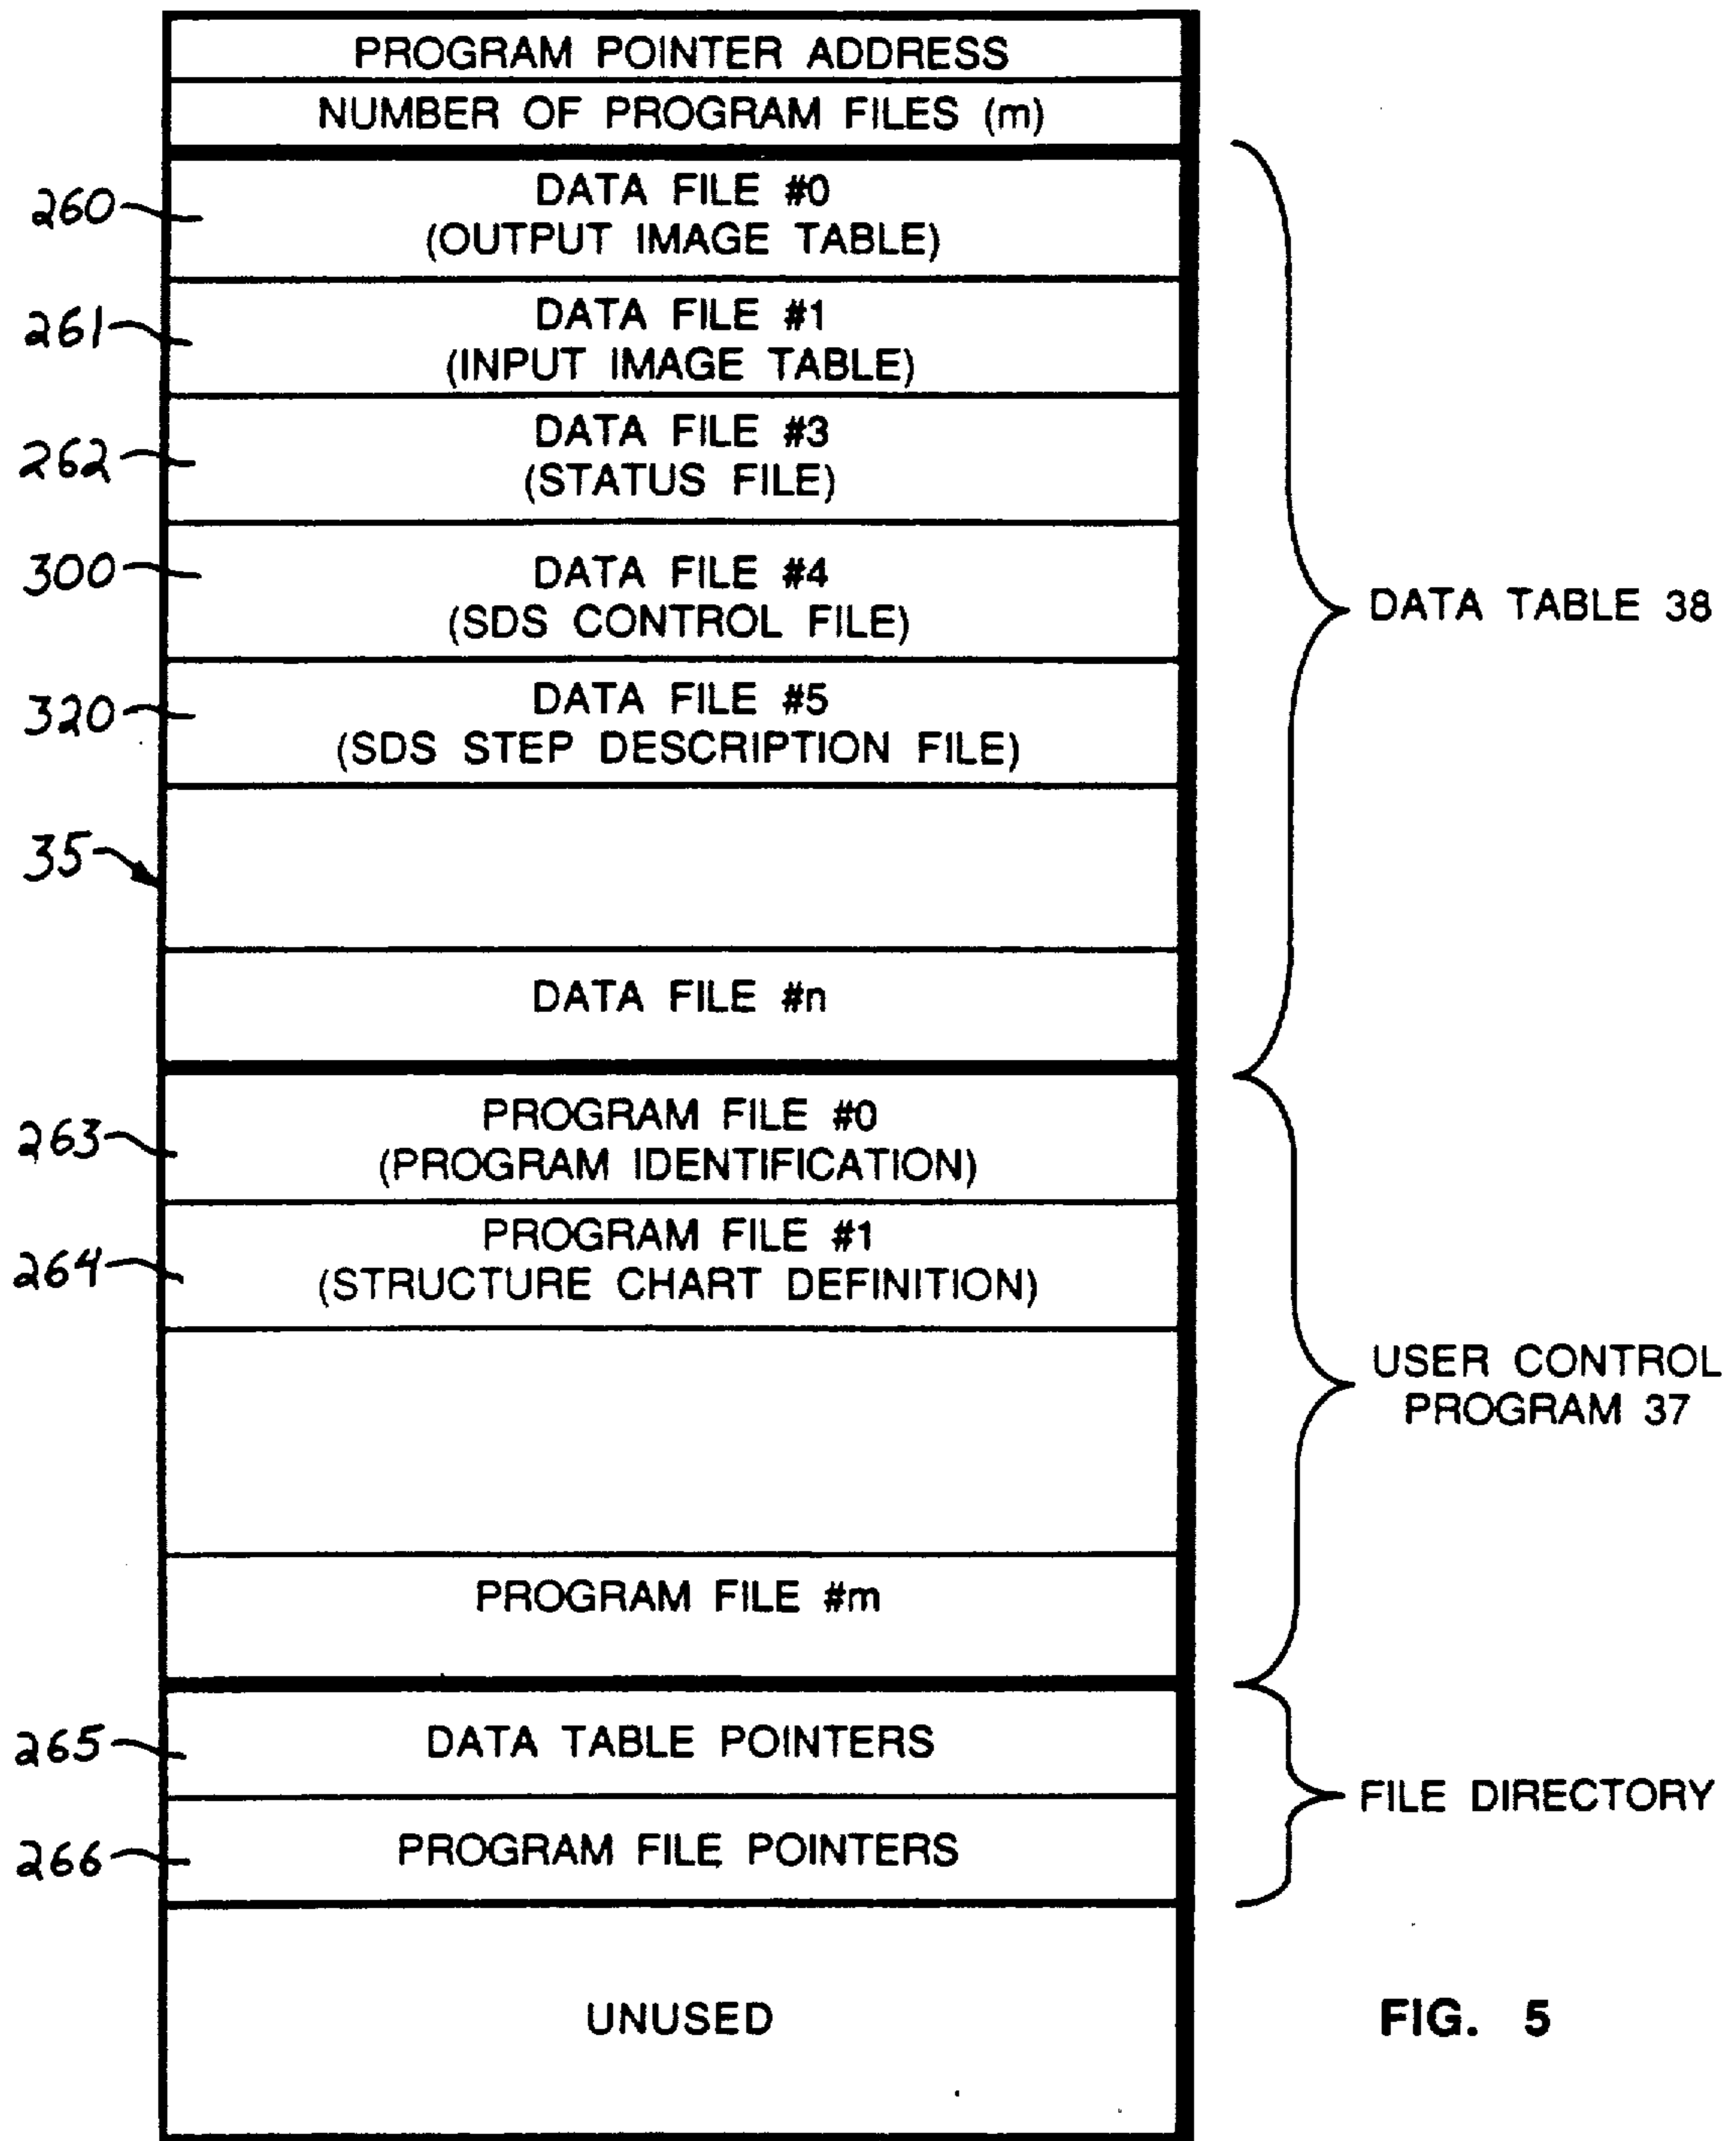 PROGRAM POINTER ADDRESS
NUMBER OF PROGRAM FILES (m)
260
DATA FILE #0
(OUTPUT IMAGE TABLE)
261
DATA FILE #1
(INPUT IMAGE TABLE)
262
DATA FILE #3
(STATUS FILE)
300
DATA FILE #4
(SDS CONTROL FILE)
DATA TABLE 38
320
DATA FILE #5
(SDS STEP DESCRIPTION FILE)
35
DATA FILE #n
263
PROGRAM FILE #0
(PROGRAM IDENTIFICATION)
264
PROGRAM FILE #1
(STRUCTURE CHART DEFINITION)
USER CONTROL
PROGRAM 37
PROGRAM FILE #m
265
DATA TABLE POINTERS
FILE DIRECTORY
266
PROGRAM FILE POINTERS
UNUSED
FIG. 5